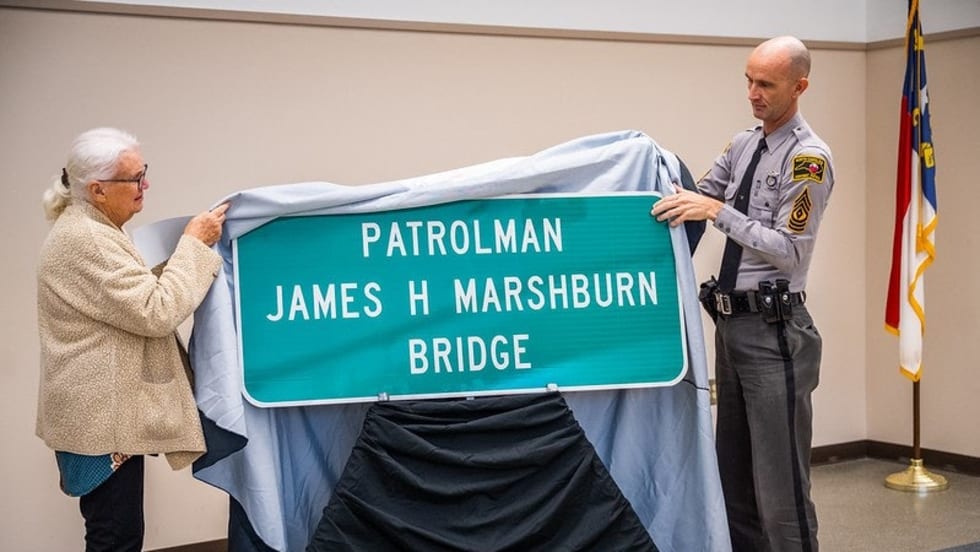 PATROLMAN
JAMES H MARSHBURN
BRIDGE